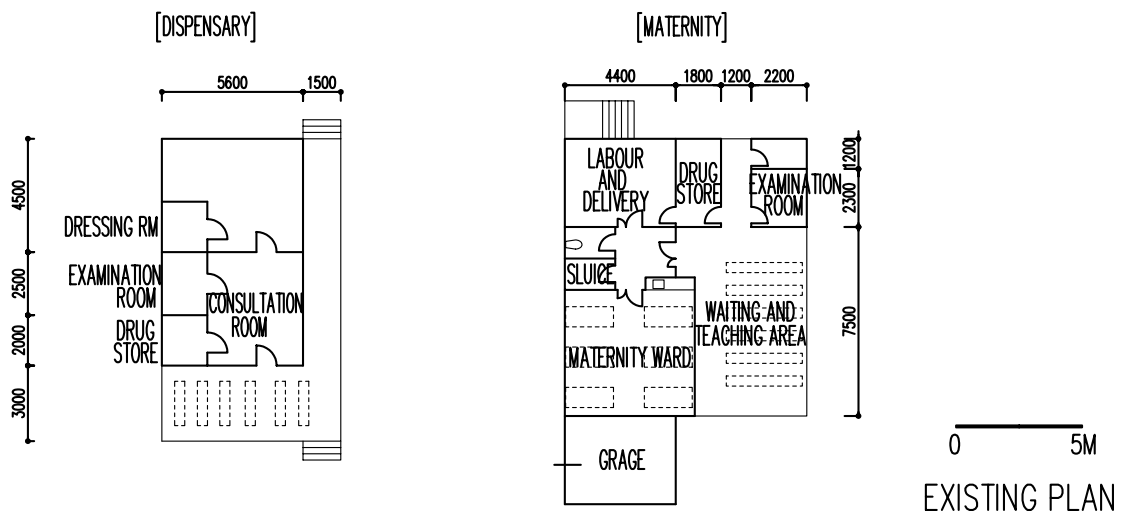 [DISPENSARY]
5600
1500
4500
2500
2000
3000
DRESSING RM
EXAMINATION
ROOM
DRUG
STORE
CONSULTATION
ROOM
[MATERNITY]
4400
1800
1200
2200
LABOUR
AND
DELIVERY
DRUG
STORE
EXAMINATION
ROOM
1200
2300
7500
SLUICE
WAITING AND
TEACHING AREA
MATERNITY WARD
GRAGE
0
5M
EXISTING PLAN